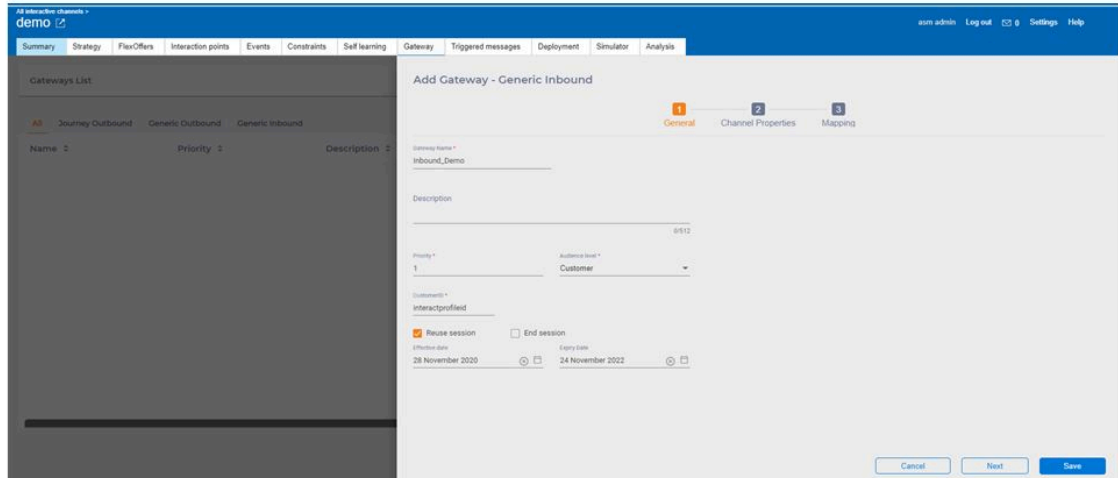 All interactive channels >
demo
asm admin Log out 0 Settings Help
Summary Strategy FlexOffers Interaction points Events Constraints Self learning Gateway Triggered messages Deployment Simulator Analysis
Gateways List
Add Gateway - Generic Inbound
1 2 3
General Channel Properties Mapping
All Journey Outbound Generic Outbound Generic Inbound
Name Priority Description
Gateway Name *
Inbound_Demo
Description
0/512
Priority * Audience level *
1 Customer
CustomerID *
interactprofileid
Reuse session End session
Effective date Expiry Date
28 November 2020 24 November 2022
Cancel Next Save